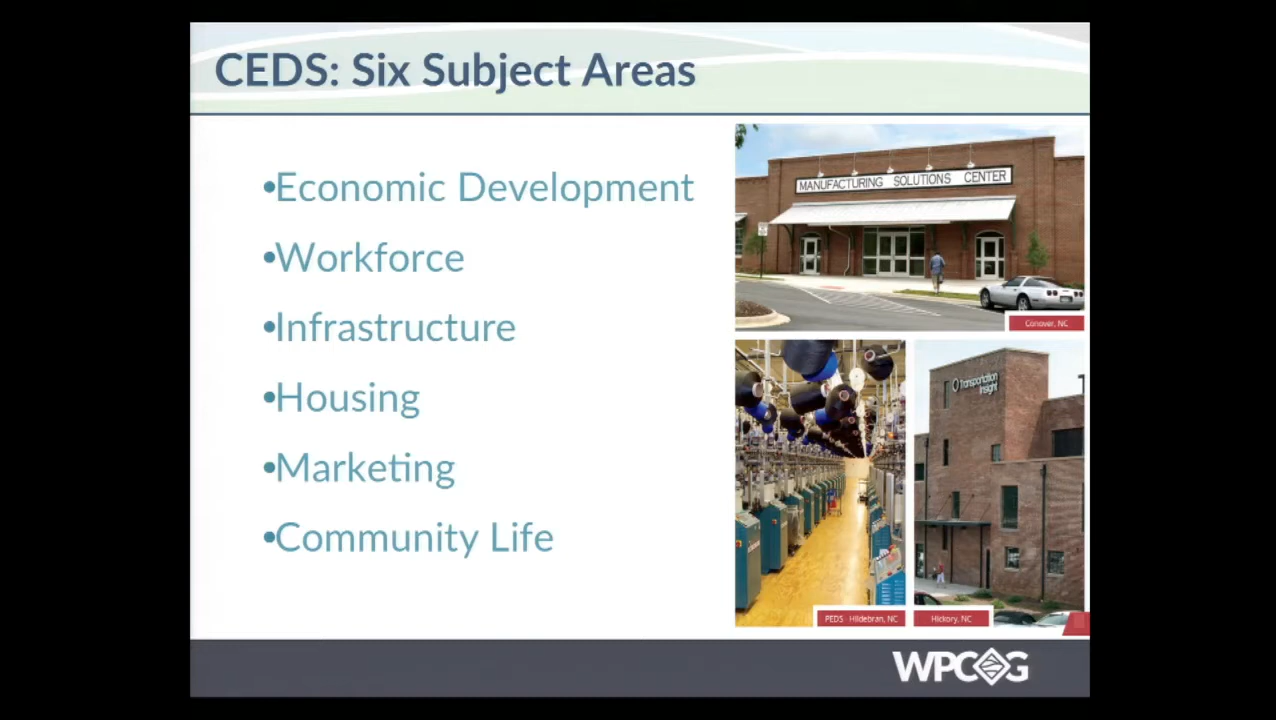 CEDS: Six Subject Areas
•Economic Development
•Workforce
•Infrastructure
•Housing
•Marketing
•Community Life
MANUFACTURING SOLUTIONS CENTER
Conover, NC
Transportation
Insight
PEDS Hildebran, NC
Hickory, NC
WPCOG